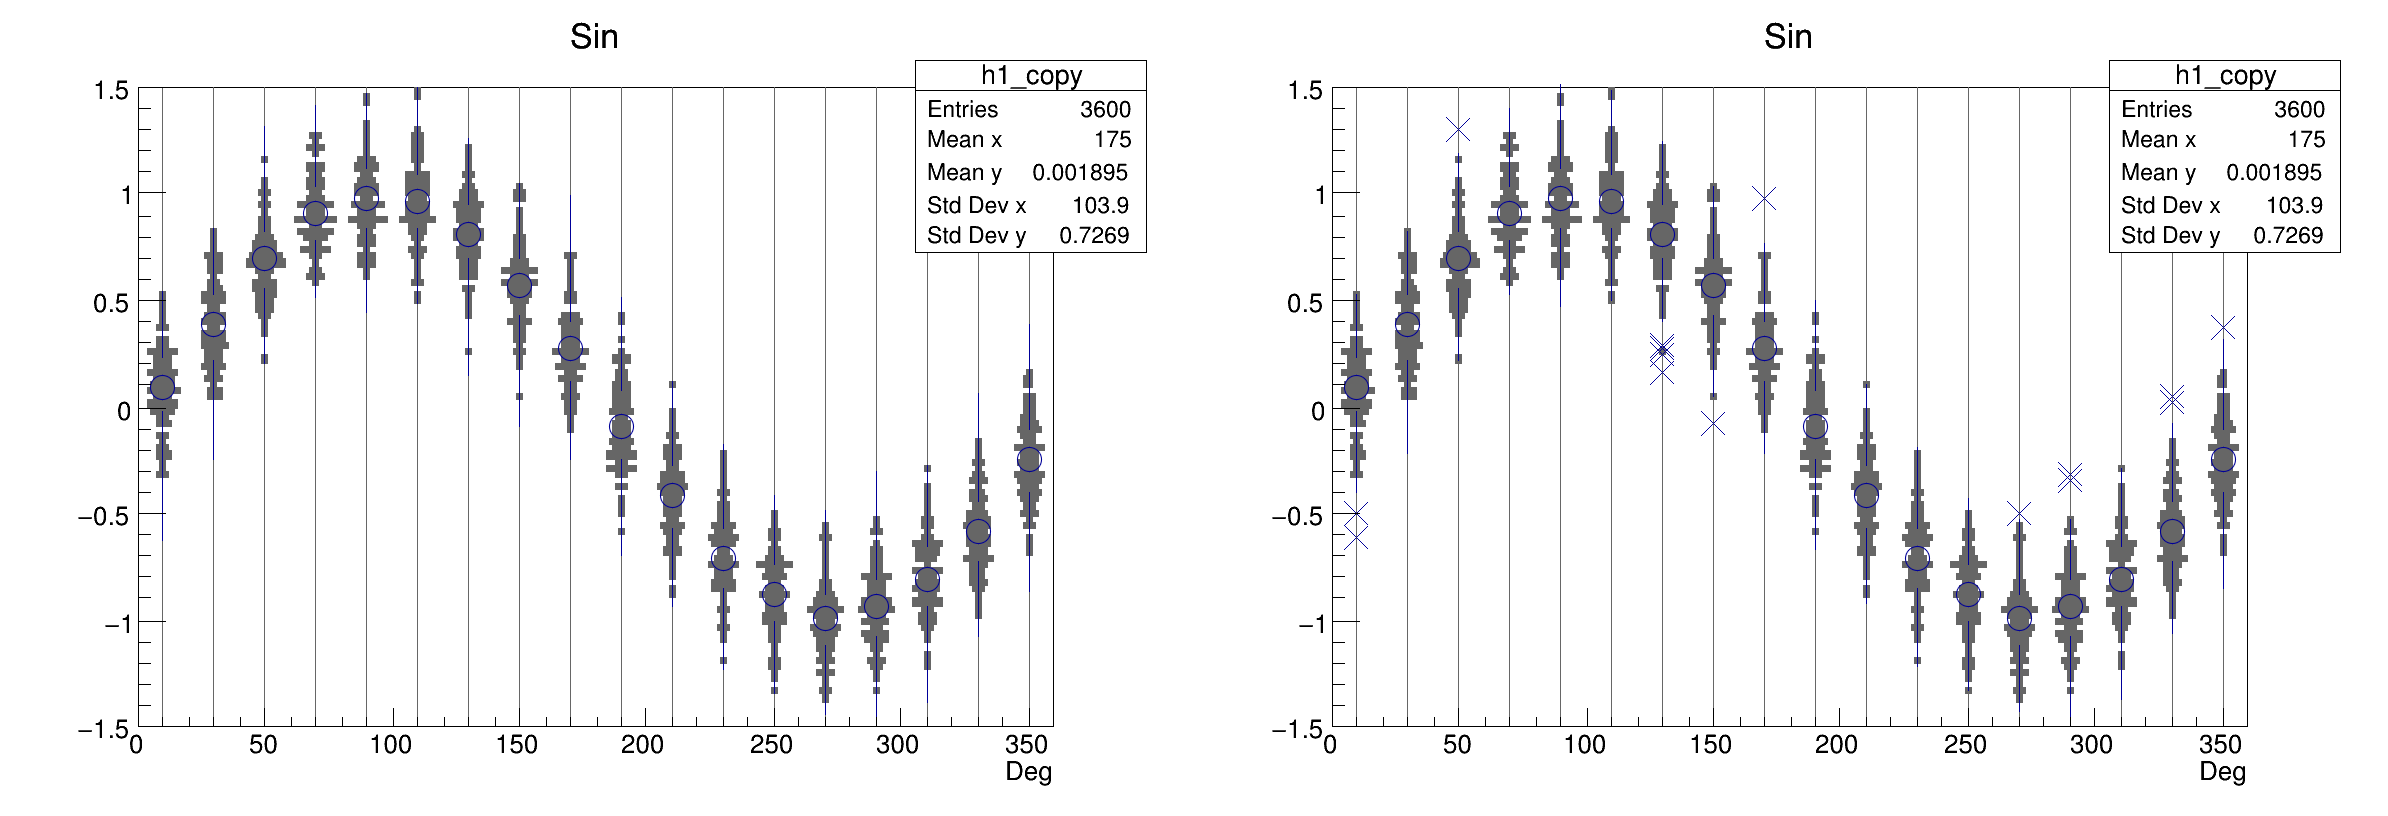 Sin
h1_copy
Entries 3600
Mean x 175
Mean y 0.001895
Std Dev x 103.9
Std Dev y 0.7269
1.5
1
0.5
0
−0.5
−1
−1.5
0 50 100 150 200 250 300 350
Deg
Sin
h1_copy
Entries 3600
Mean x 175
Mean y 0.001895
Std Dev x 103.9
Std Dev y 0.7269
1.5
1
0.5
0
−0.5
−1
−1.5
0 50 100 150 200 250 300 350
Deg